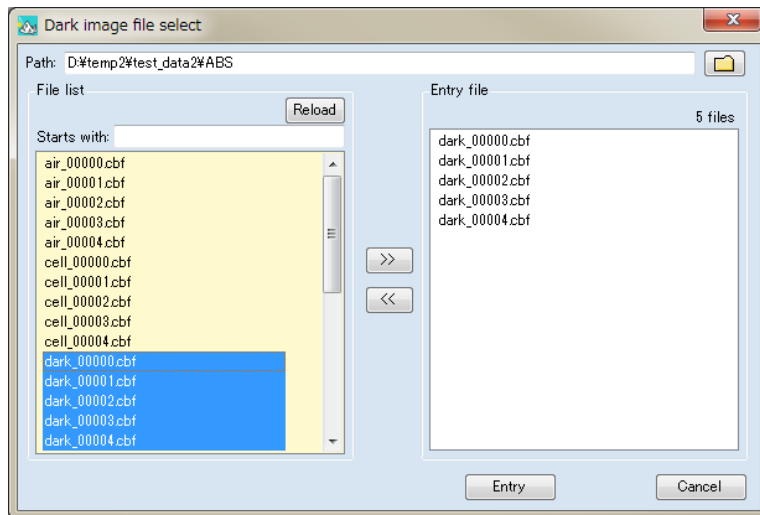 Dark image file select
Path: D:¥temp2¥test_data2¥ABS
File list
Reload
Starts with:
air_00000.cbf
air_00001.cbf
air_00002.cbf
air_00003.cbf
air_00004.cbf
cell_00000.cbf
cell_00001.cbf
cell_00002.cbf
cell_00003.cbf
cell_00004.cbf
dark_00000.cbf
dark_00001.cbf
dark_00002.cbf
dark_00003.cbf
dark_00004.cbf
>>
<<
Entry file
5 files
dark_00000.cbf
dark_00001.cbf
dark_00002.cbf
dark_00003.cbf
dark_00004.cbf
Entry
Cancel